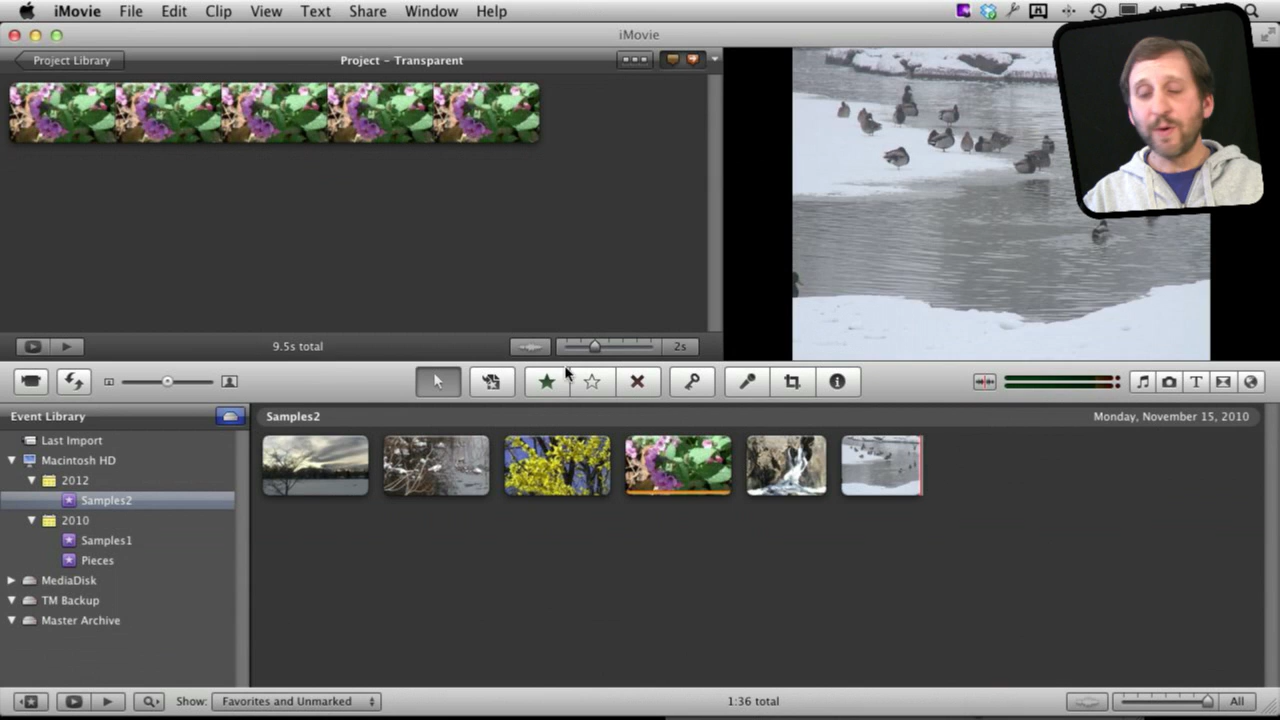 iMovie File Edit Clip View Text Share Window Help
iMovie
Project Library
Project - Transparent
9.5s total
2s
Event Library
Samples2
Monday, November 15, 2010
Last Import
Macintosh HD
2012
Samples2
2010
Samples1
Pieces
MediaDisk
TM Backup
Master Archive
Show: Favorites and Unmarked
1:36 total
All